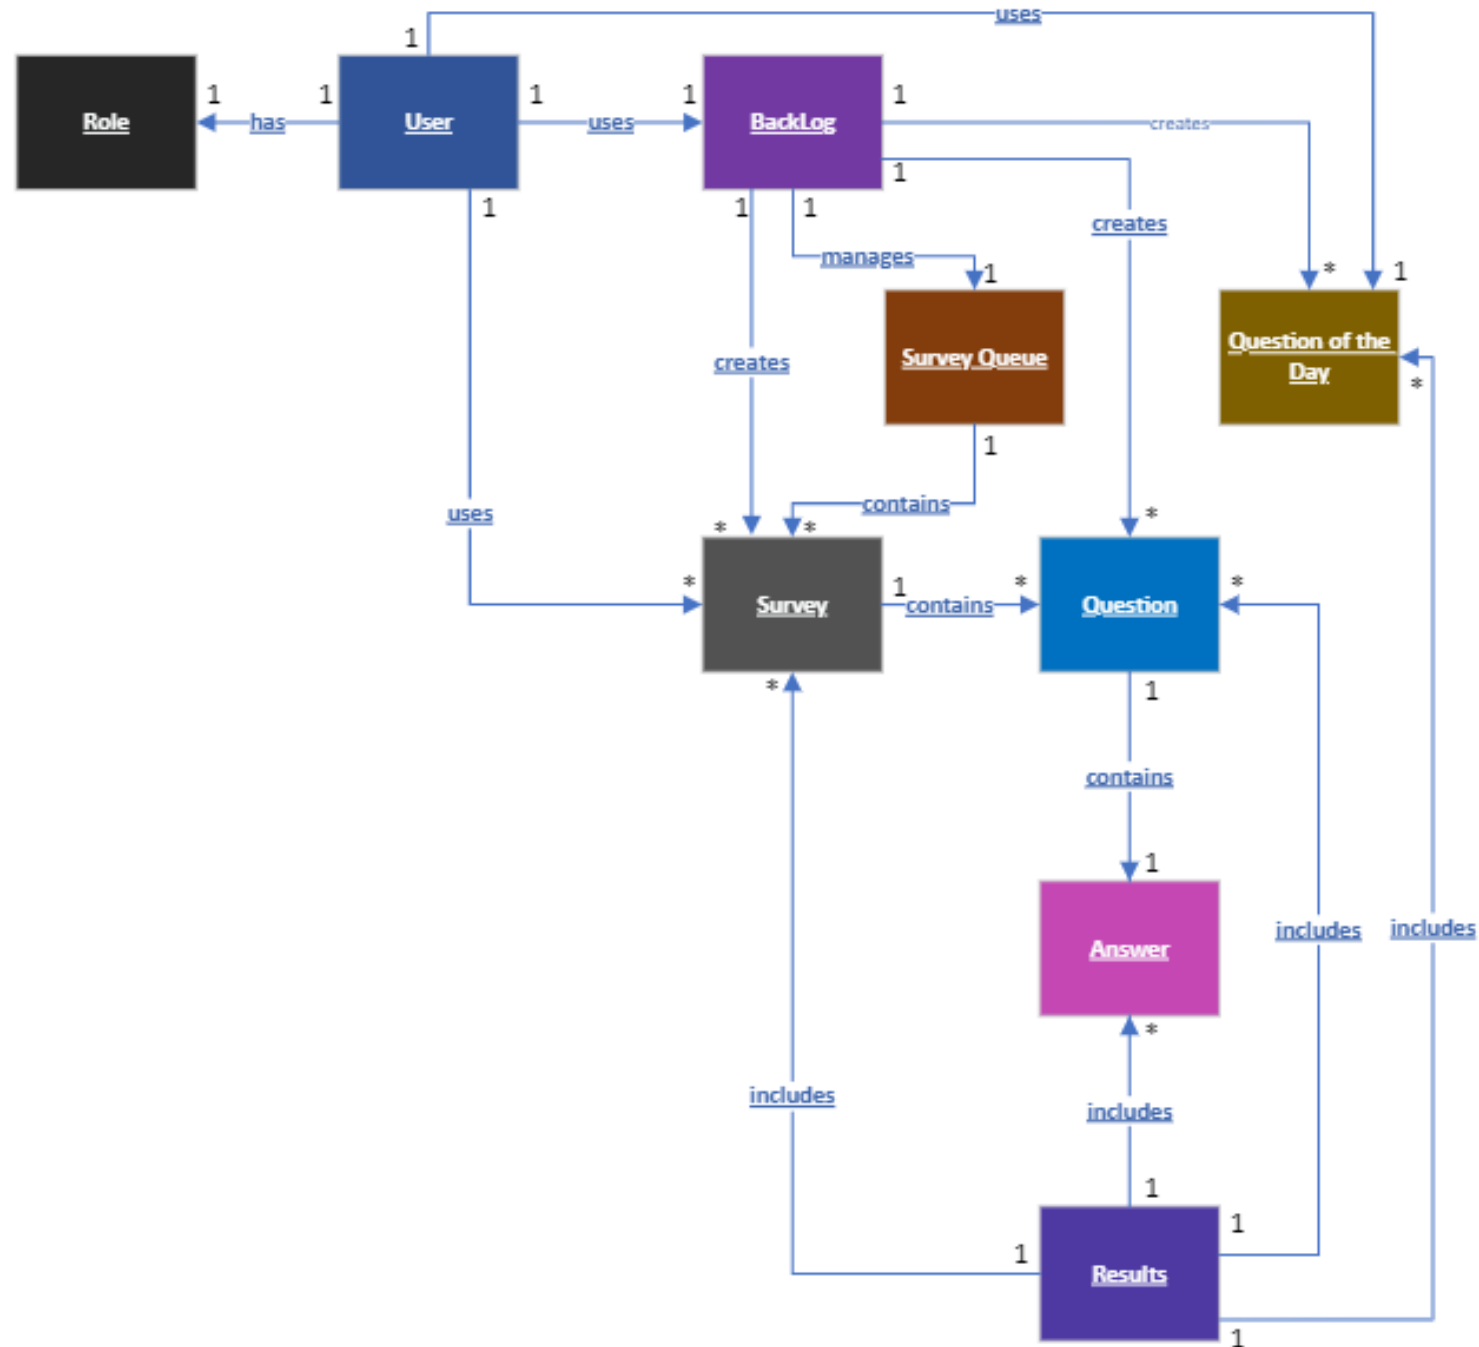 uses
1
Role
1
has
1
User
1
uses
1
BackLog
1
creates
1
1
1
1
creates
manages
1
*
1
Survey Queue
Question of the
Day
*
creates
1
contains
uses
*
*
*
*
Survey
1
contains
*
Question
*
*
1
contains
1
Answer
includes
includes
*
includes
includes
1
1
1
Results
1